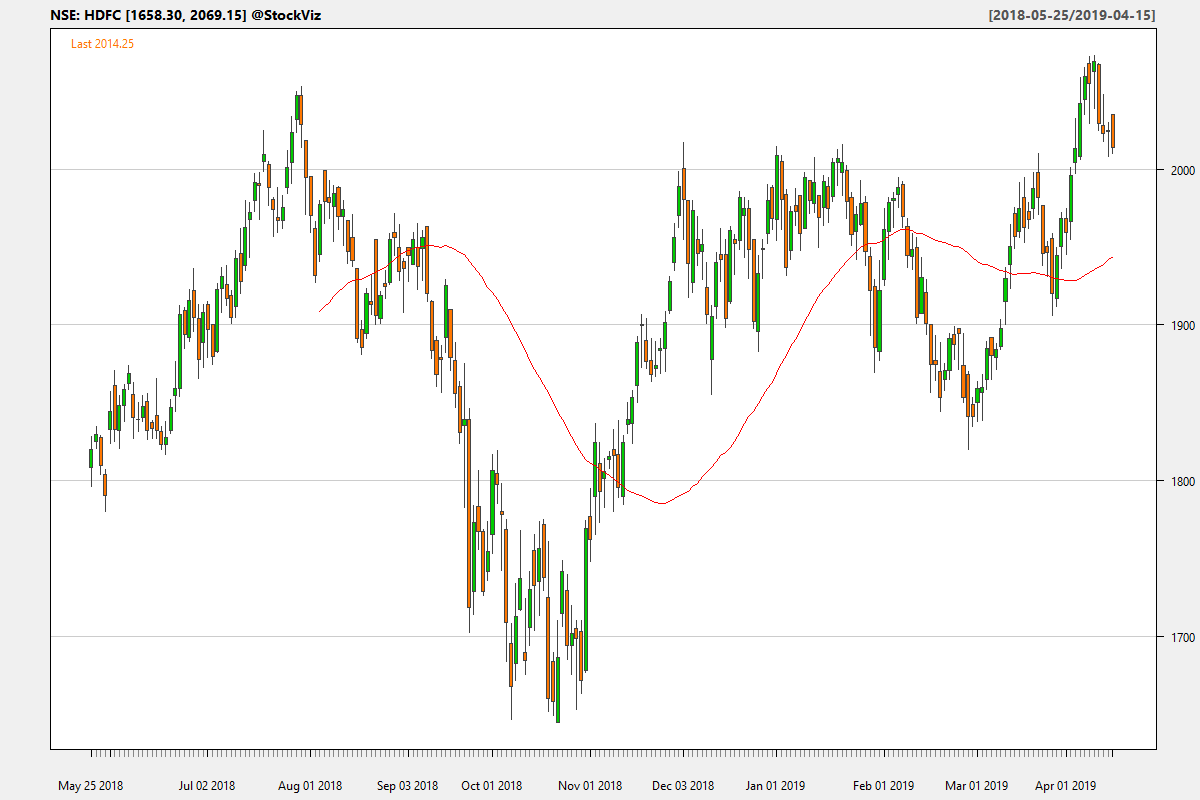 NSE: HDFC [1658.30, 2069.15] @StockViz [2018-05-25/2019-04-15]
Last 2014.25
2000
1900
1800
1700
May 25 2018 Jul 02 2018 Aug 01 2018 Sep 03 2018 Oct 01 2018 Nov 01 2018 Dec 03 2018 Jan 01 2019 Feb 01 2019 Mar 01 2019 Apr 01 2019